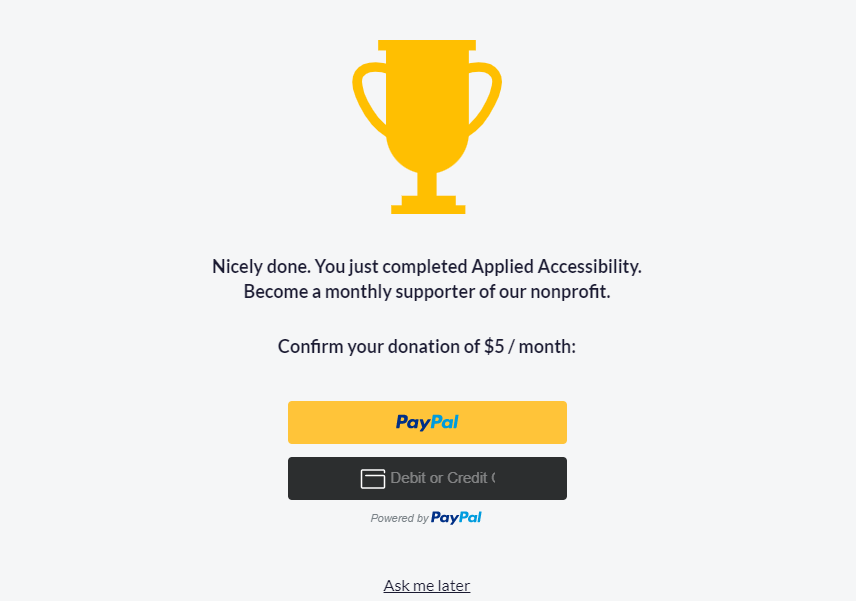 Nicely done. You just completed Applied Accessibility.
Become a monthly supporter of our nonprofit.
Confirm your donation of $5 / month:
PayPal
Debit or Credit
Powered by PayPal
Ask me later